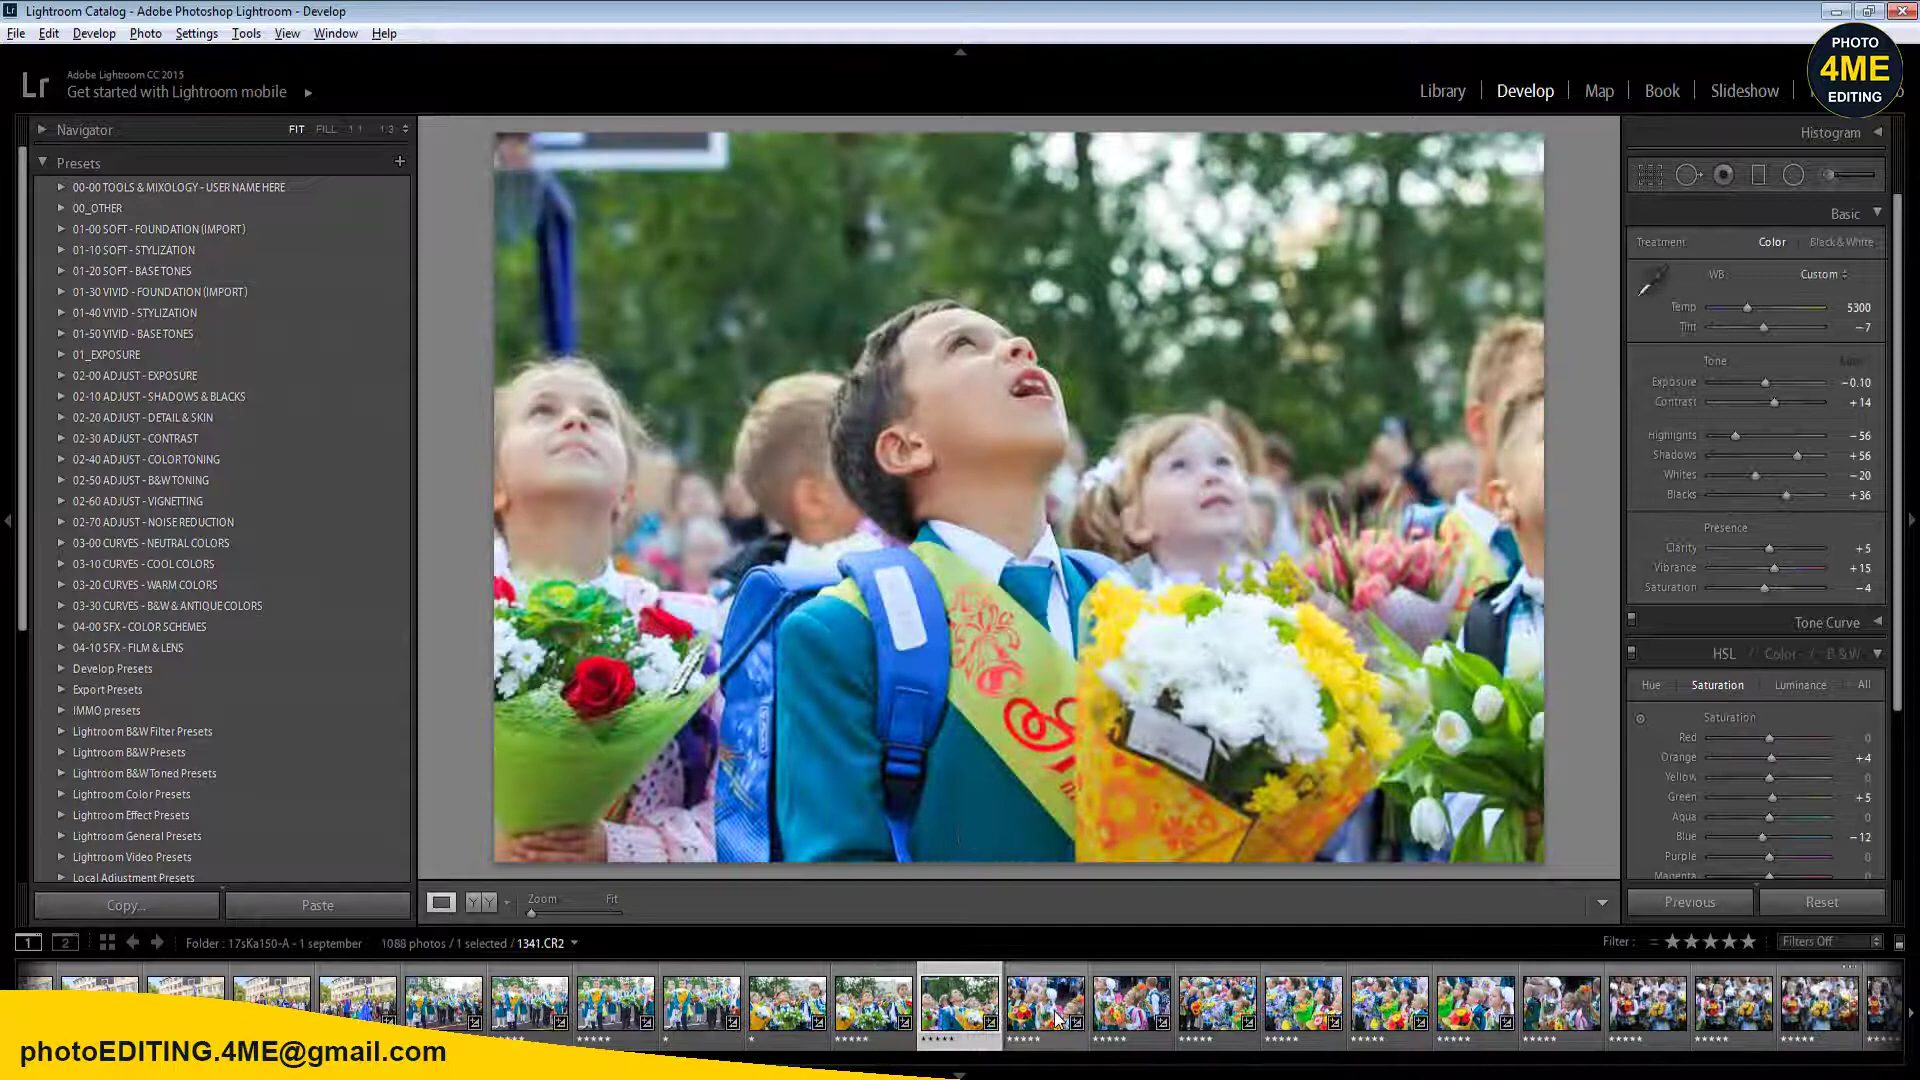 Lightroom Catalog - Adobe Photoshop Lightroom - Develop
File Edit Develop Photo Settings Tools View Window Help
PHOTO
4ME
EDITING
Lr
Adobe Lightroom CC 2015
Get started with Lightroom mobile
Library Develop Map Book Slideshow
Navigator FIT FILL 1:1 1:3
Histogram
Presets +
00-00 TOOLS & MIXOLOGY - USER NAME HERE
00_OTHER
01-00 SOFT - FOUNDATION (IMPORT)
01-10 SOFT - STYLIZATION
01-20 SOFT - BASE TONES
01-30 VIVID - FOUNDATION (IMPORT)
01-40 VIVID - STYLIZATION
01-50 VIVID - BASE TONES
01_EXPOSURE
02-00 ADJUST - EXPOSURE
02-10 ADJUST - SHADOWS & BLACKS
02-20 ADJUST - DETAIL & SKIN
02-30 ADJUST - CONTRAST
02-40 ADJUST - COLOR TONING
02-50 ADJUST - B&W TONING
02-60 ADJUST - VIGNETTING
02-70 ADJUST - NOISE REDUCTION
03-00 CURVES - NEUTRAL COLORS
03-10 CURVES - COOL COLORS
03-20 CURVES - WARM COLORS
03-30 CURVES - B&W & ANTIQUE COLORS
04-00 SFX - COLOR SCHEMES
04-10 SFX - FILM & LENS
Develop Presets
Export Presets
IMMO presets
Lightroom B&W Filter Presets
Lightroom B&W Presets
Lightroom B&W Toned Presets
Lightroom Color Presets
Lightroom Effect Presets
Lightroom General Presets
Lightroom Video Presets
Local Adjustment Presets
Copy... Paste
Basic
Treatment Color Black & White
WB: Custom
Temp 5300
Tint -7
Tone
Exposure -0.10
Contrast +14
Highlights -56
Shadows +56
Whites -20
Blacks +36
Presence
Clarity +5
Vibrance +15
Saturation -4
Tone Curve
HSL / Color / B & W
Hue Saturation Luminance All
Saturation
Red 0
Orange +4
Yellow 0
Green +5
Aqua 0
Blue -12
Purple 0
Magenta
Previous Reset
Zoom Fit
1 2 Folder : 17sKa150-A - 1 september 1088 photos / 1 selected / 1341.CR2
Filter : Filters Off
photoEDITING.4ME@gmail.com